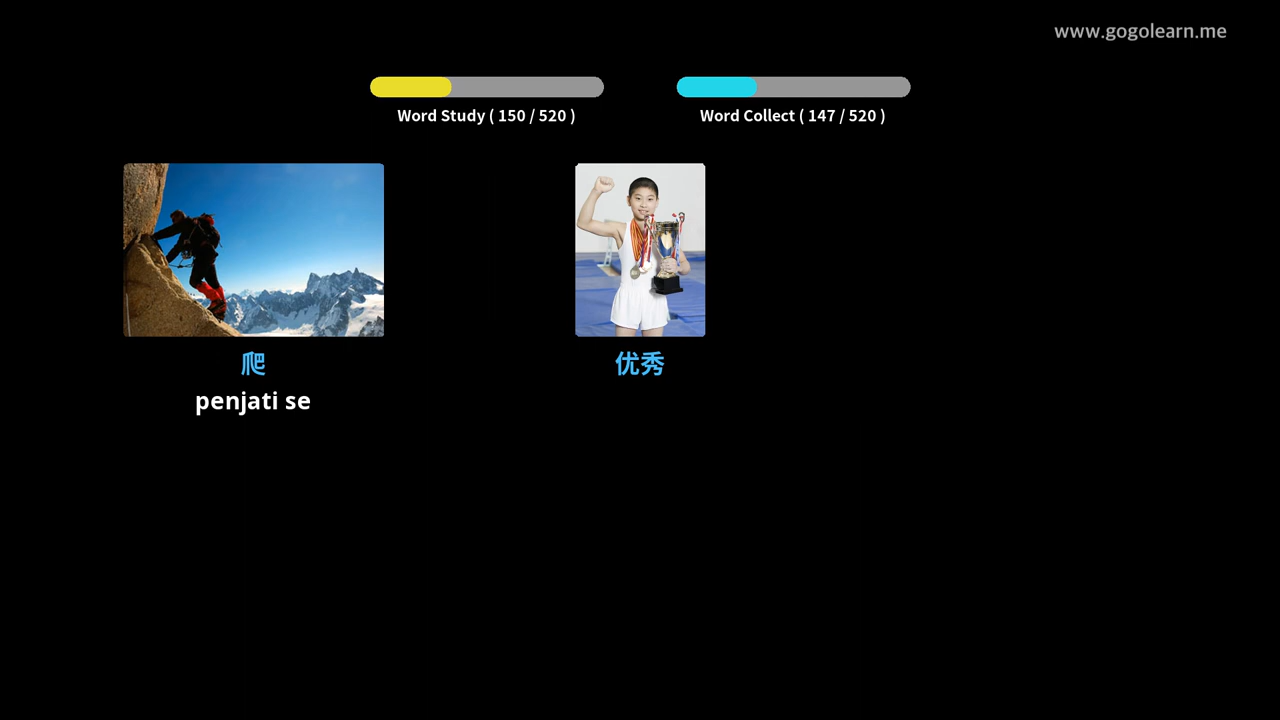 www.gogolearn.me
Word Study ( 150 / 520 )
Word Collect ( 147 / 520 )
爬
优秀
penjati se